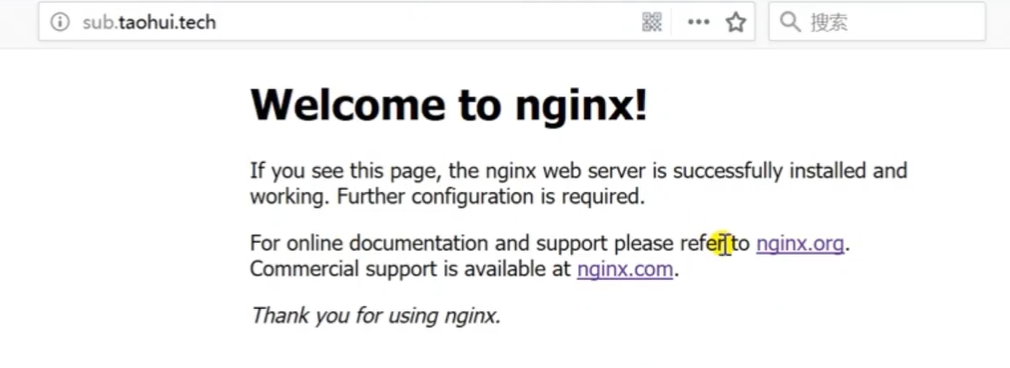 sub.taohui.tech
搜索
Welcome to nginx!
If you see this page, the nginx web server is successfully installed and
working. Further configuration is required.
For online documentation and support please refer to nginx.org.
Commercial support is available at nginx.com.
Thank you for using nginx.